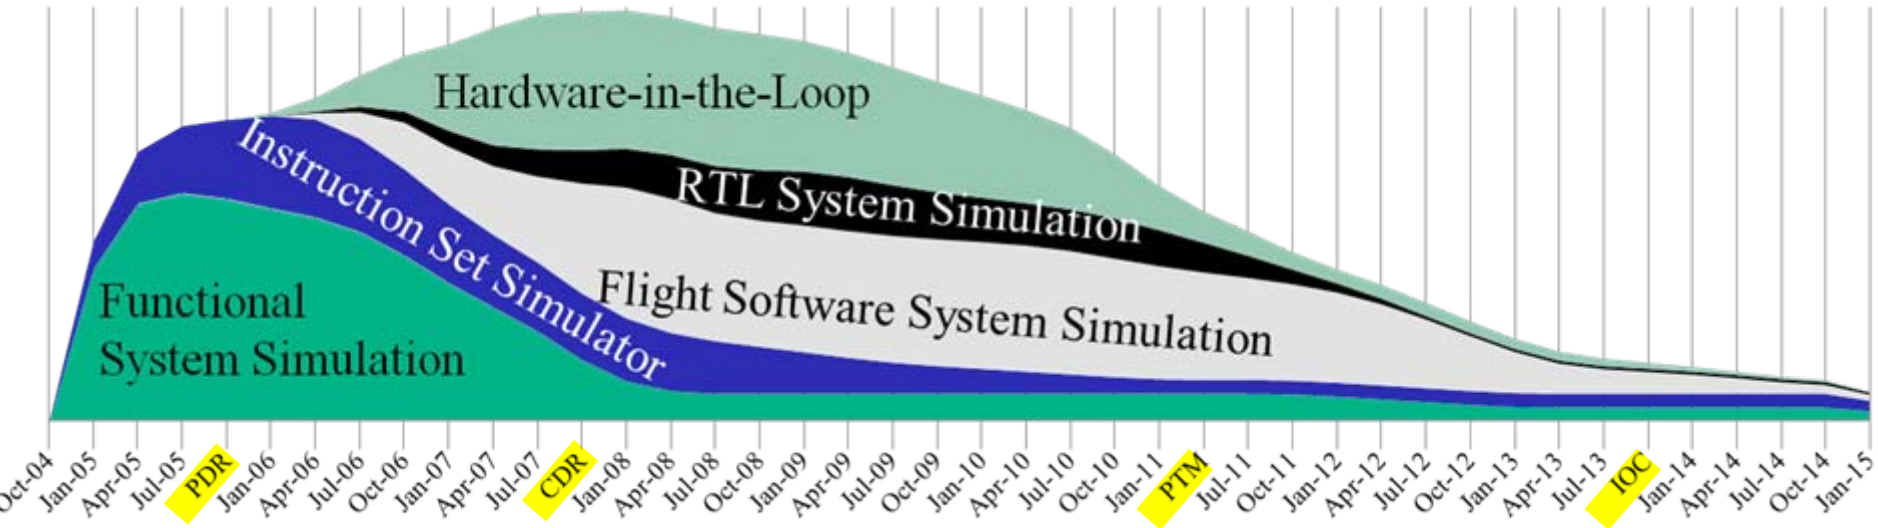 Hardware-in-the-Loop
Instruction Set Simulator
RTL System Simulation
Flight Software System Simulation
Functional
System Simulation
Oct-04
Jan-05
Apr-05
Jul-05
PDR
Jan-06
Apr-06
Jul-06
Oct-06
Jan-07
Apr-07
Jul-07
CDR
Jan-08
Apr-08
Jul-08
Oct-08
Jan-09
Apr-09
Jul-09
Oct-09
Jan-10
Apr-10
Jul-10
Oct-10
Jan-11
PTM
Jul-11
Oct-11
Jan-12
Apr-12
Jul-12
Oct-12
Jan-13
Apr-13
Jul-13
IOC
Jan-14
Apr-14
Jul-14
Oct-14
Jan-15